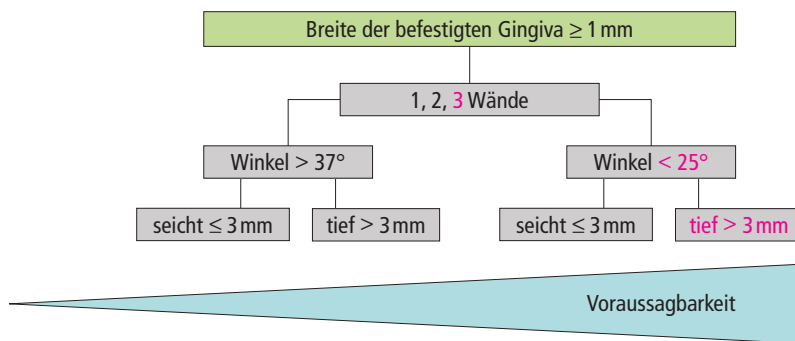 Breite der befestigten Gingiva ≥ 1 mm
1, 2, 3 Wände
Winkel > 37°
Winkel < 25°
seicht ≤ 3 mm
tief > 3 mm
seicht ≤ 3 mm
tief > 3 mm
Voraussagbarkeit